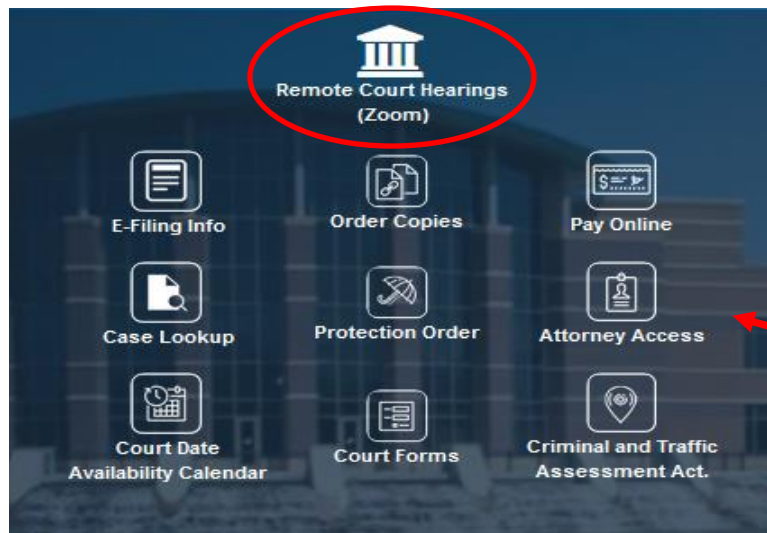 Remote Court Hearings
(Zoom)
E-Filing Info
Order Copies
$
Pay Online
Case Lookup
Protection Order
Attorney Access
Court Date
Availability Calendar
Court Forms
Criminal and Traffic
Assessment Act.